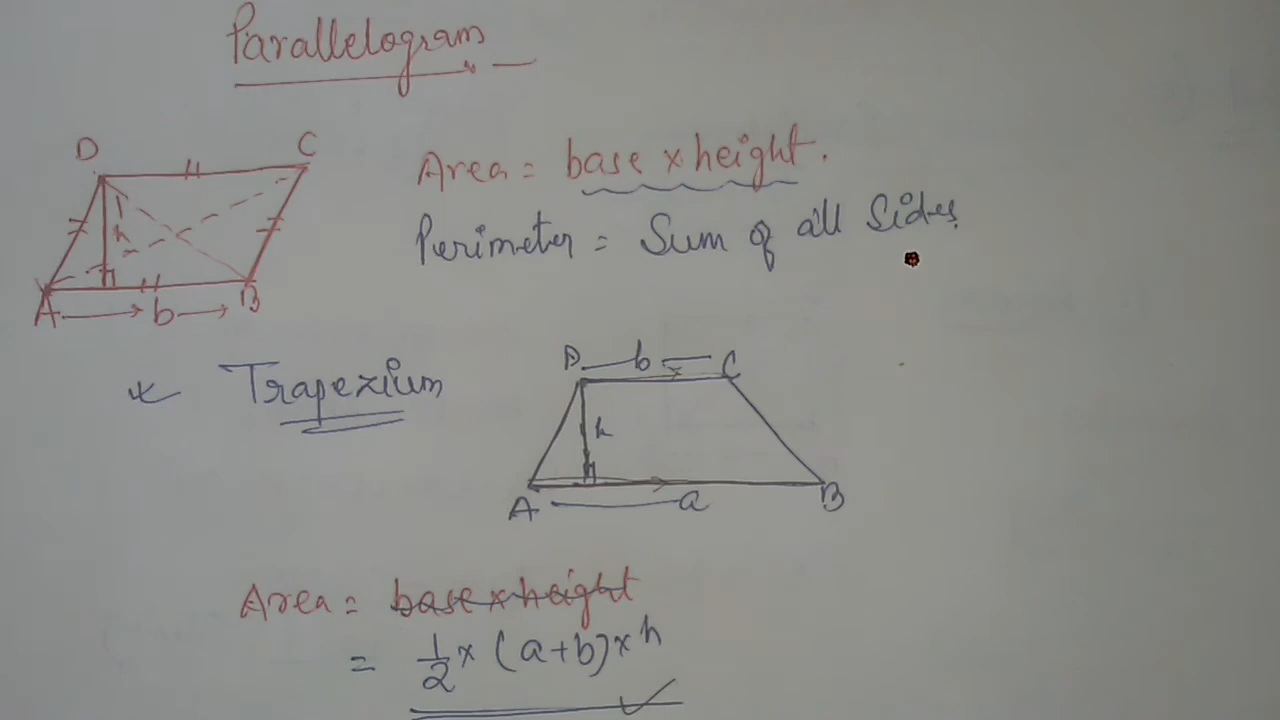 Parallelogram
D C
h
A b B
Area = base x height.
Perimeter = Sum of all Sides.
* Trapezium
D b C
h
A a B
Area = base x height
= 1/2 x (a+b) x h